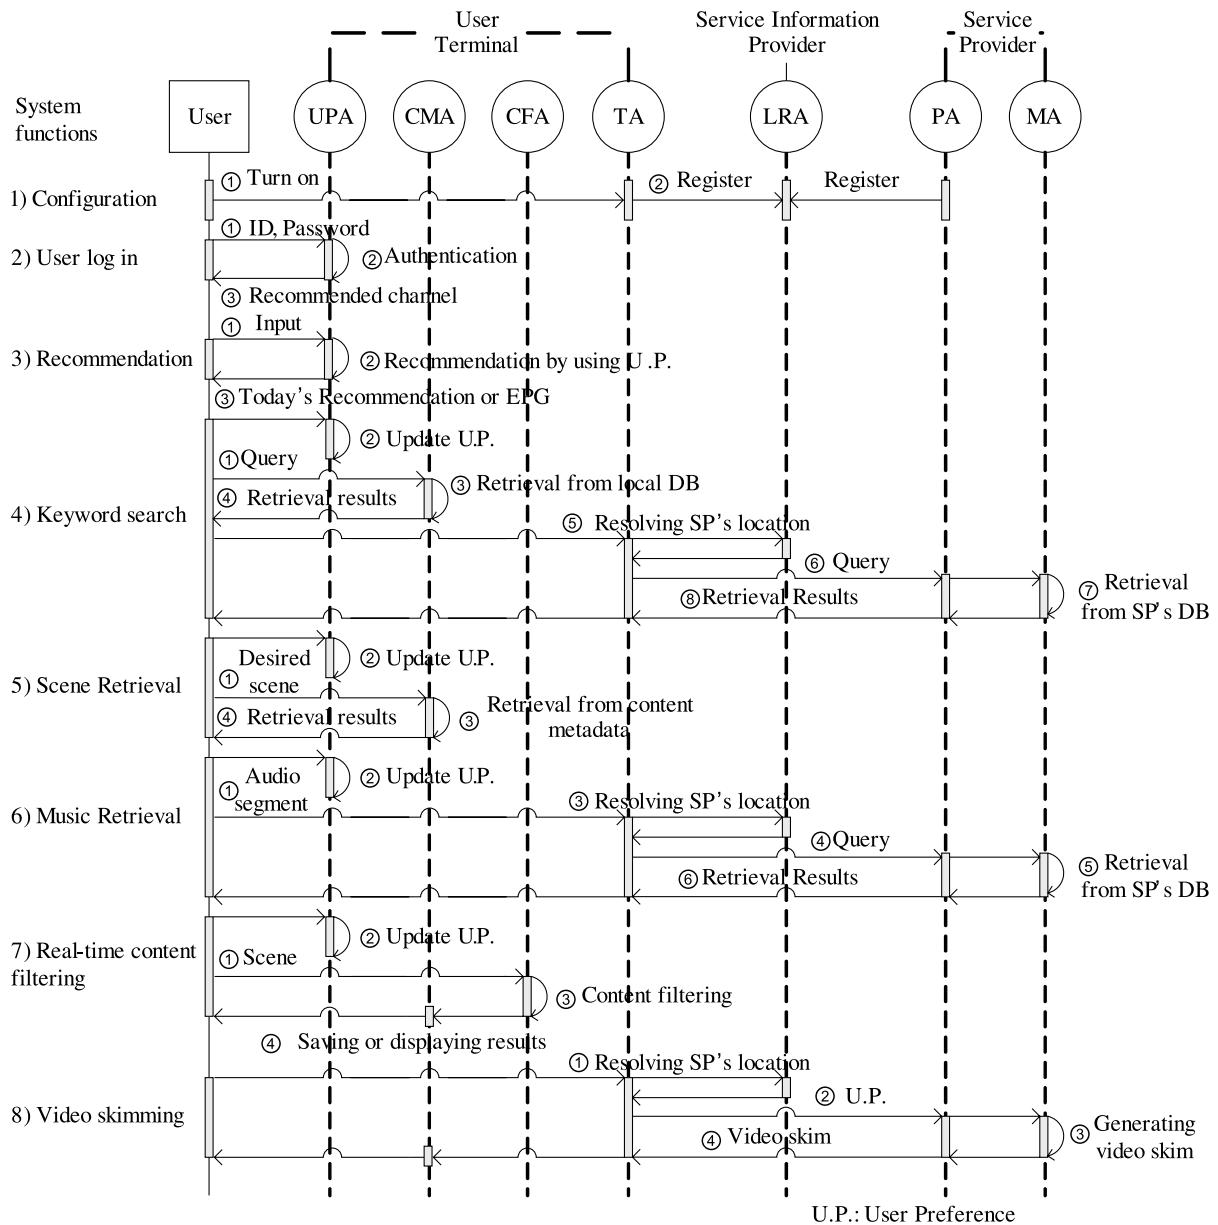 User
Terminal
Service Information
Provider
Service
Provider
System
functions
User
UPA
CMA
CFA
TA
LRA
PA
MA
1) Configuration
① Turn on
② Register
Register
2) User log in
① ID, Password
② Authentication
③ Recommended channel
3) Recommendation
① Input
② Recommendation by using U .P.
③ Today's Recommendation or EPG
4) Keyword search
② Update U.P.
① Query
③ Retrieval from local DB
④ Retrieval results
⑤ Resolving SP's location
⑥ Query
⑦ Retrieval
from SP's DB
⑧ Retrieval Results
5) Scene Retrieval
① Desired
scene
② Update U.P.
③ Retrieval from content
metadata
④ Retrieval results
6) Music Retrieval
① Audio
segment
② Update U.P.
③ Resolving SP's location
④ Query
⑤ Retrieval
from SP's DB
⑥ Retrieval Results
7) Real-time content
filtering
② Update U.P.
① Scene
③ Content filtering
④ Saving or displaying results
8) Video skimming
① Resolving SP's location
② U.P.
③ Generating
video skim
④ Video skim
U.P.: User Preference